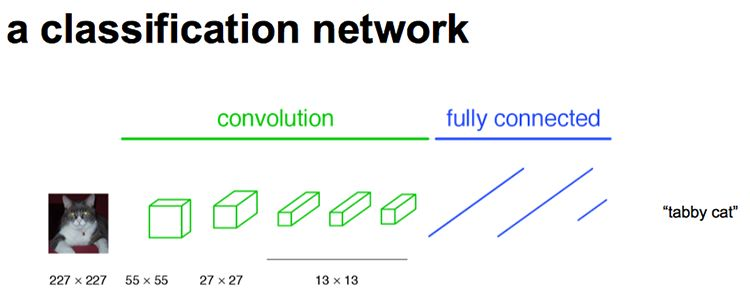 a classification network
convolution
fully connected
“tabby cat”
227 × 227
55 × 55
27 × 27
13 × 13